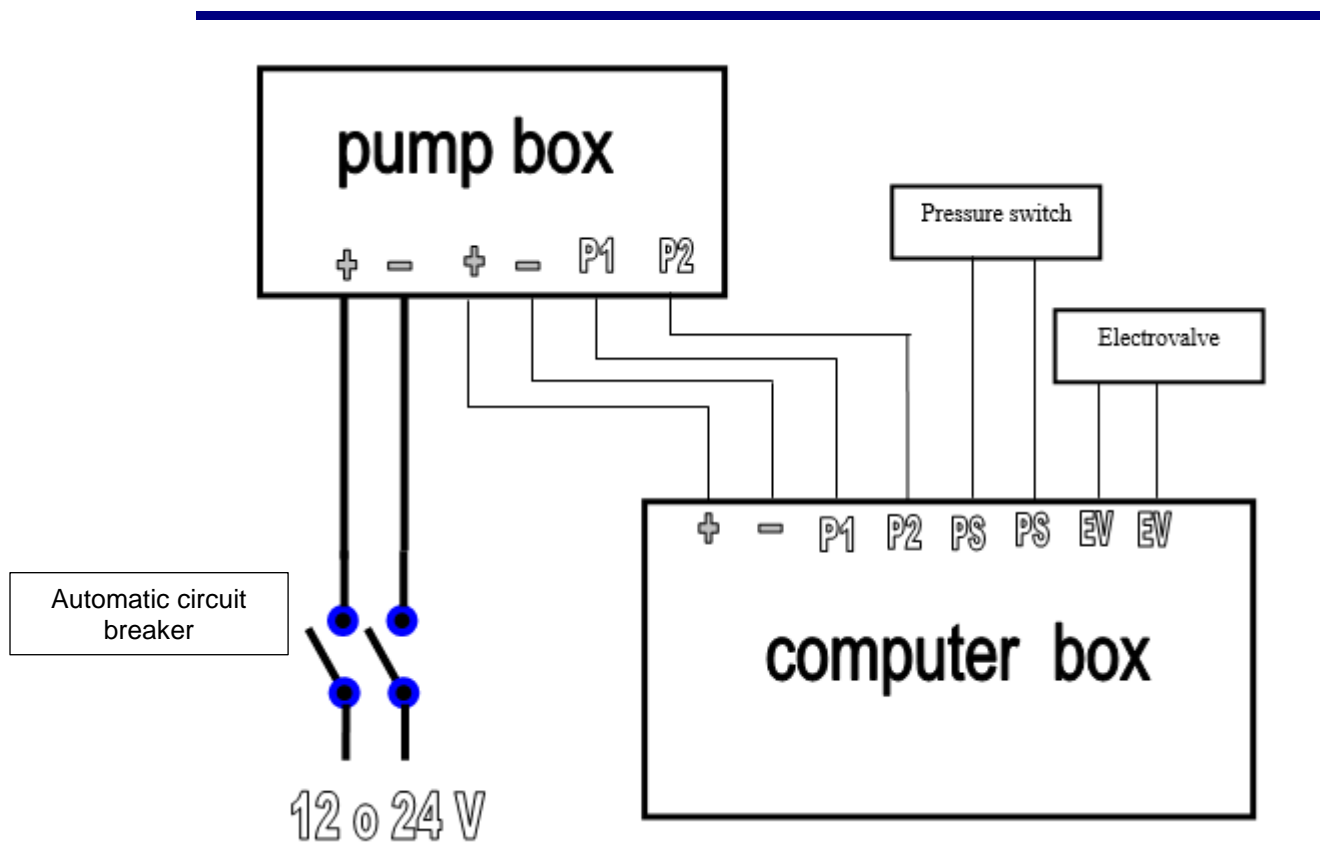 pump box
+ − + − P1 P2
Pressure switch
Electrovalve
+ − P1 P2 PS PS EV EV
Automatic circuit
breaker
computer box
12 o 24 V